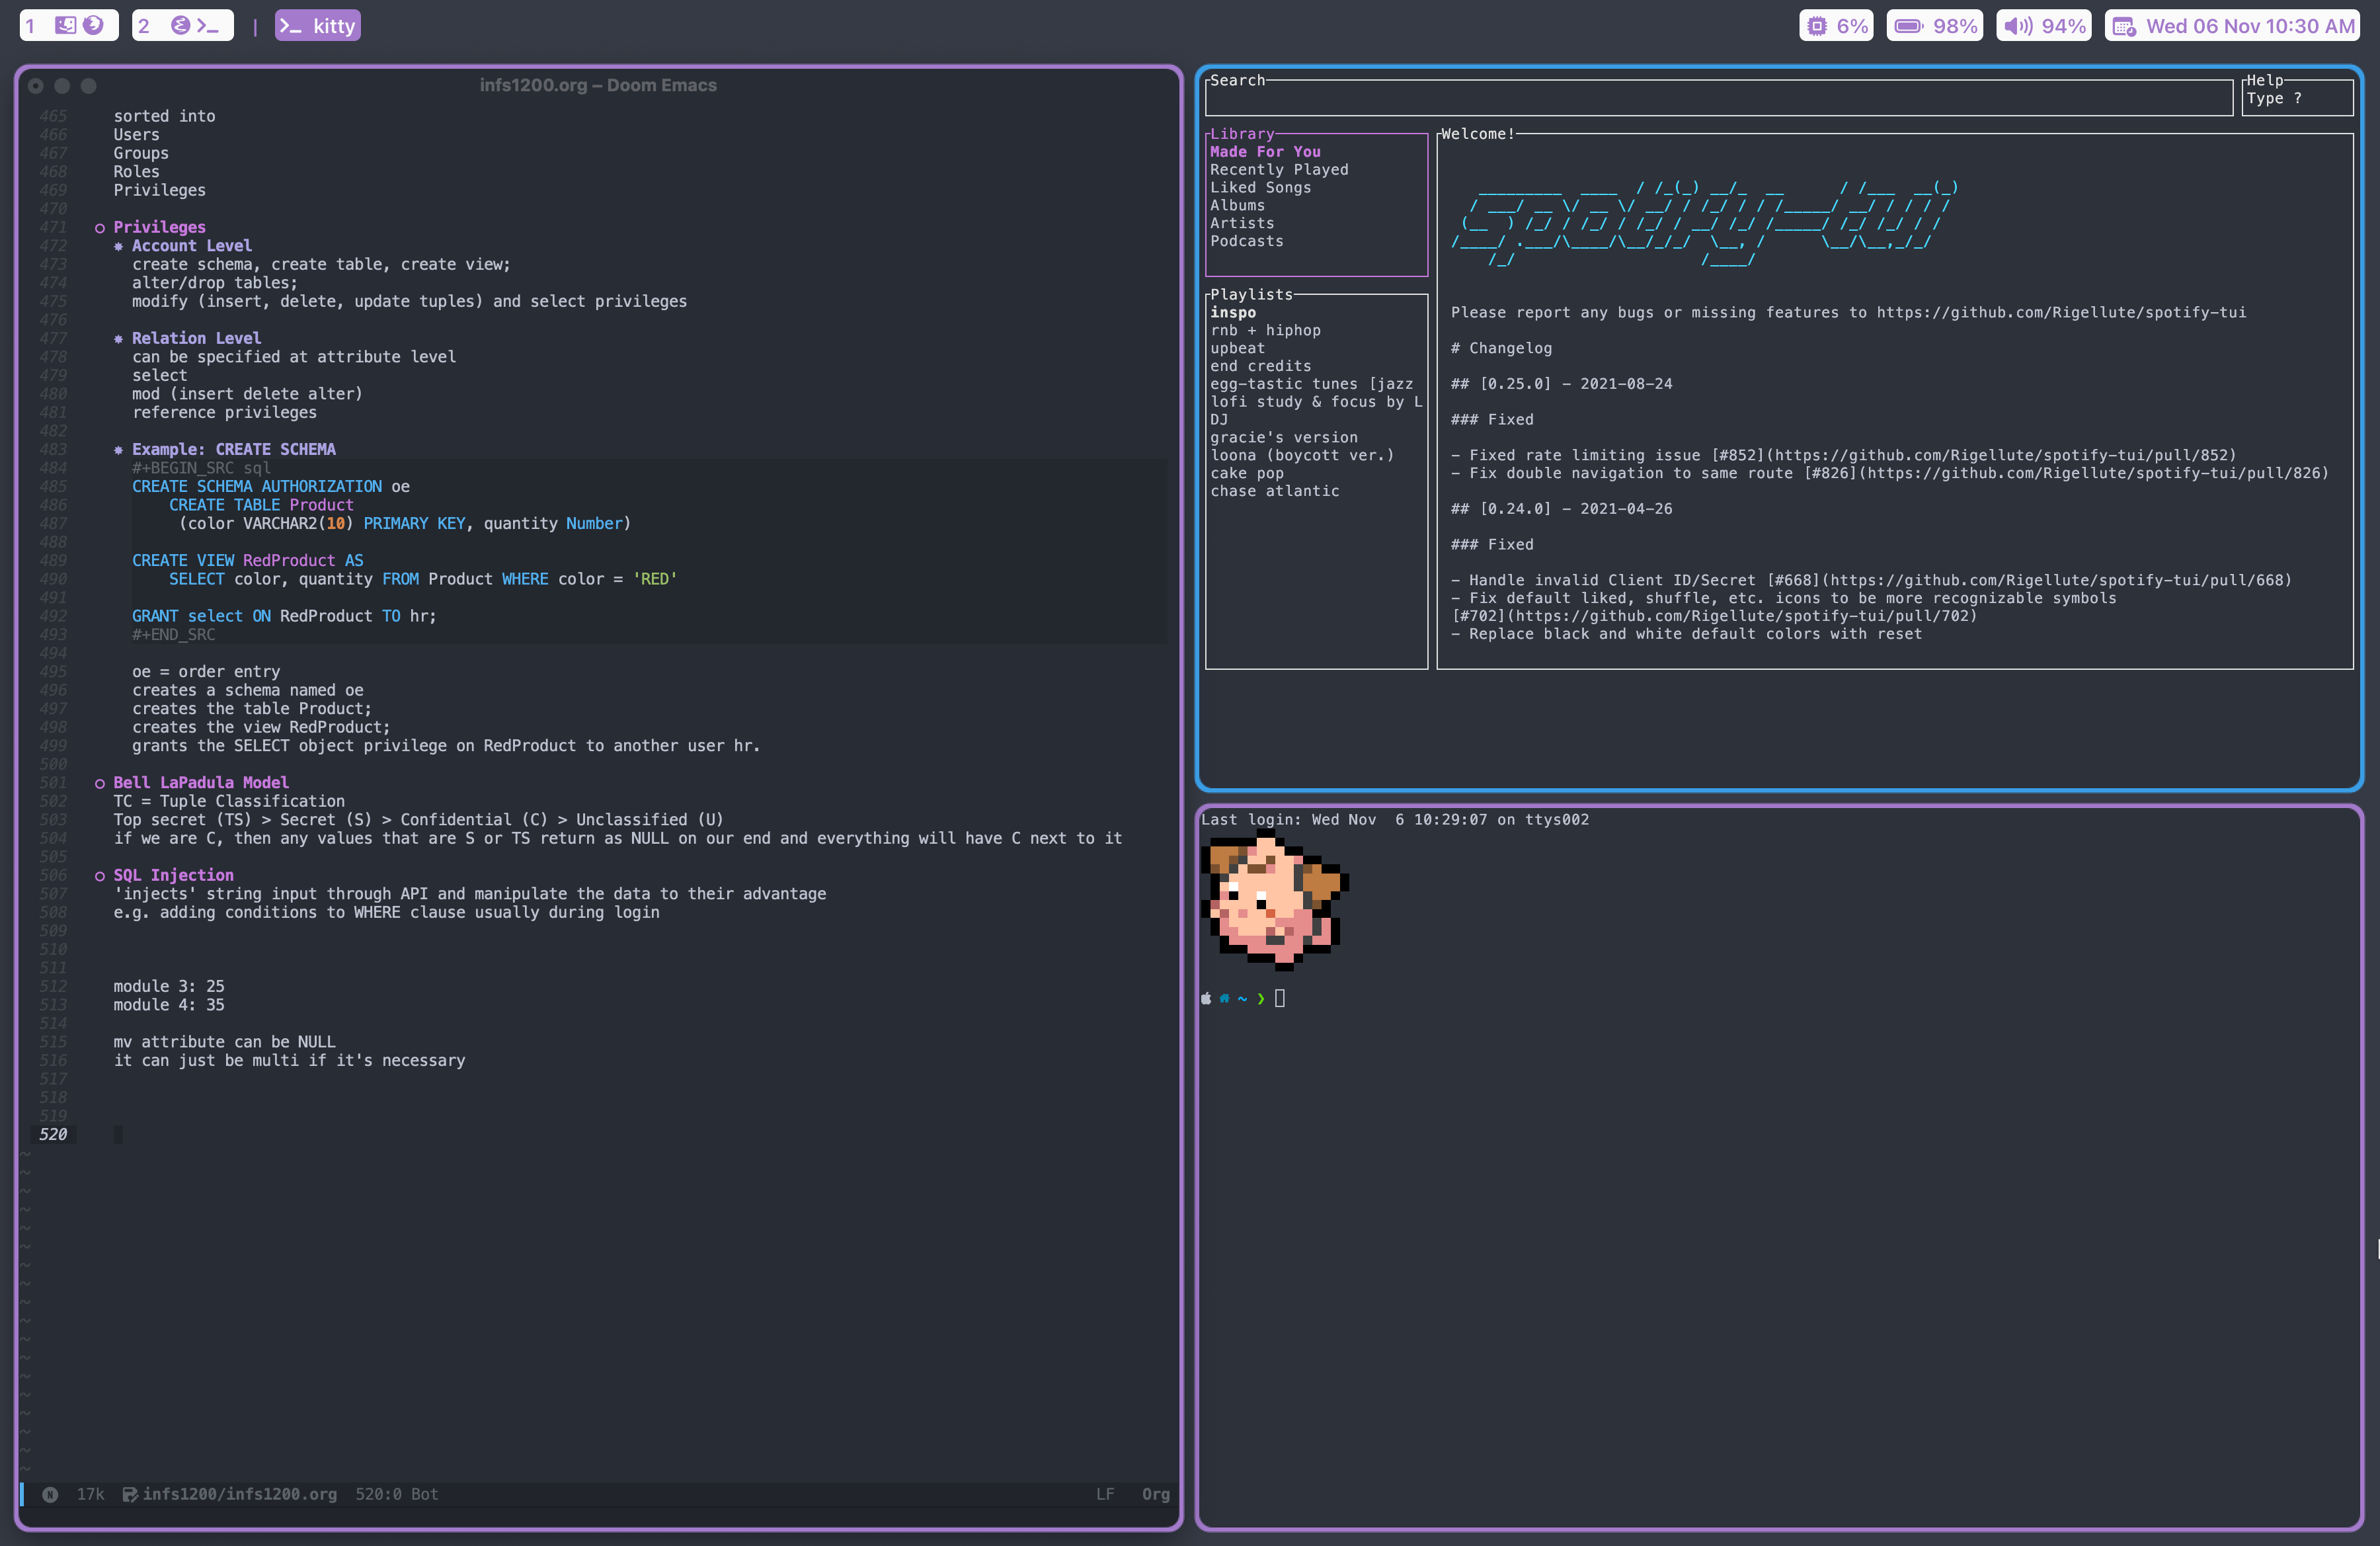 1
2
|
kitty
6%
98%
94%
Wed 06 Nov 10:30 AM
infs1200.org – Doom Emacs
465 sorted into
466 Users
467 Groups
468 Roles
469 Privileges
470
471 Privileges
472 Account Level
473 create schema, create table, create view;
474 alter/drop tables;
475 modify (insert, delete, update tuples) and select privileges
476
477 Relation Level
478 can be specified at attribute level
479 select
480 mod (insert delete alter)
481 reference privileges
482
483 Example: CREATE SCHEMA
484 #+BEGIN_SRC sql
485 CREATE SCHEMA AUTHORIZATION oe
486 CREATE TABLE Product
487 (color VARCHAR2(10) PRIMARY KEY, quantity Number)
488
489 CREATE VIEW RedProduct AS
490 SELECT color, quantity FROM Product WHERE color = 'RED'
491
492 GRANT select ON RedProduct TO hr;
493 #+END_SRC
494
495 oe = order entry
496 creates a schema named oe
497 creates the table Product;
498 creates the view RedProduct;
499 grants the SELECT object privilege on RedProduct to another user hr.
500
501 Bell LaPadula Model
502 TC = Tuple Classification
503 Top secret (TS) > Secret (S) > Confidential (C) > Unclassified (U)
504 if we are C, then any values that are S or TS return as NULL on our end and everything will have C next to it
505
506 SQL Injection
507 'injects' string input through API and manipulate the data to their advantage
508 e.g. adding conditions to WHERE clause usually during login
509
510
511
512 module 3: 25
513 module 4: 35
514
515 mv attribute can be NULL
516 it can just be multi if it's necessary
517
518
519
520
N 17k infs1200/infs1200.org 520:0 Bot LF Org
Search
Help
Type ?
Library
Made For You
Recently Played
Liked Songs
Albums
Artists
Podcasts
Playlists
inspo
rnb + hiphop
upbeat
end credits
egg-tastic tunes [jazz
lofi study & focus by L
DJ
gracie's version
loona (boycott ver.)
cake pop
chase atlantic
Welcome!
spotify-tui
Please report any bugs or missing features to https://github.com/Rigellute/spotify-tui
# Changelog
## [0.25.0] - 2021-08-24
### Fixed
- Fixed rate limiting issue [#852](https://github.com/Rigellute/spotify-tui/pull/852)
- Fix double navigation to same route [#826](https://github.com/Rigellute/spotify-tui/pull/826)
## [0.24.0] - 2021-04-26
### Fixed
- Handle invalid Client ID/Secret [#668](https://github.com/Rigellute/spotify-tui/pull/668)
- Fix default liked, shuffle, etc. icons to be more recognizable symbols
[#702](https://github.com/Rigellute/spotify-tui/pull/702)
- Replace black and white default colors with reset
Last login: Wed Nov  6 10:29:07 on ttys002
~ ❯